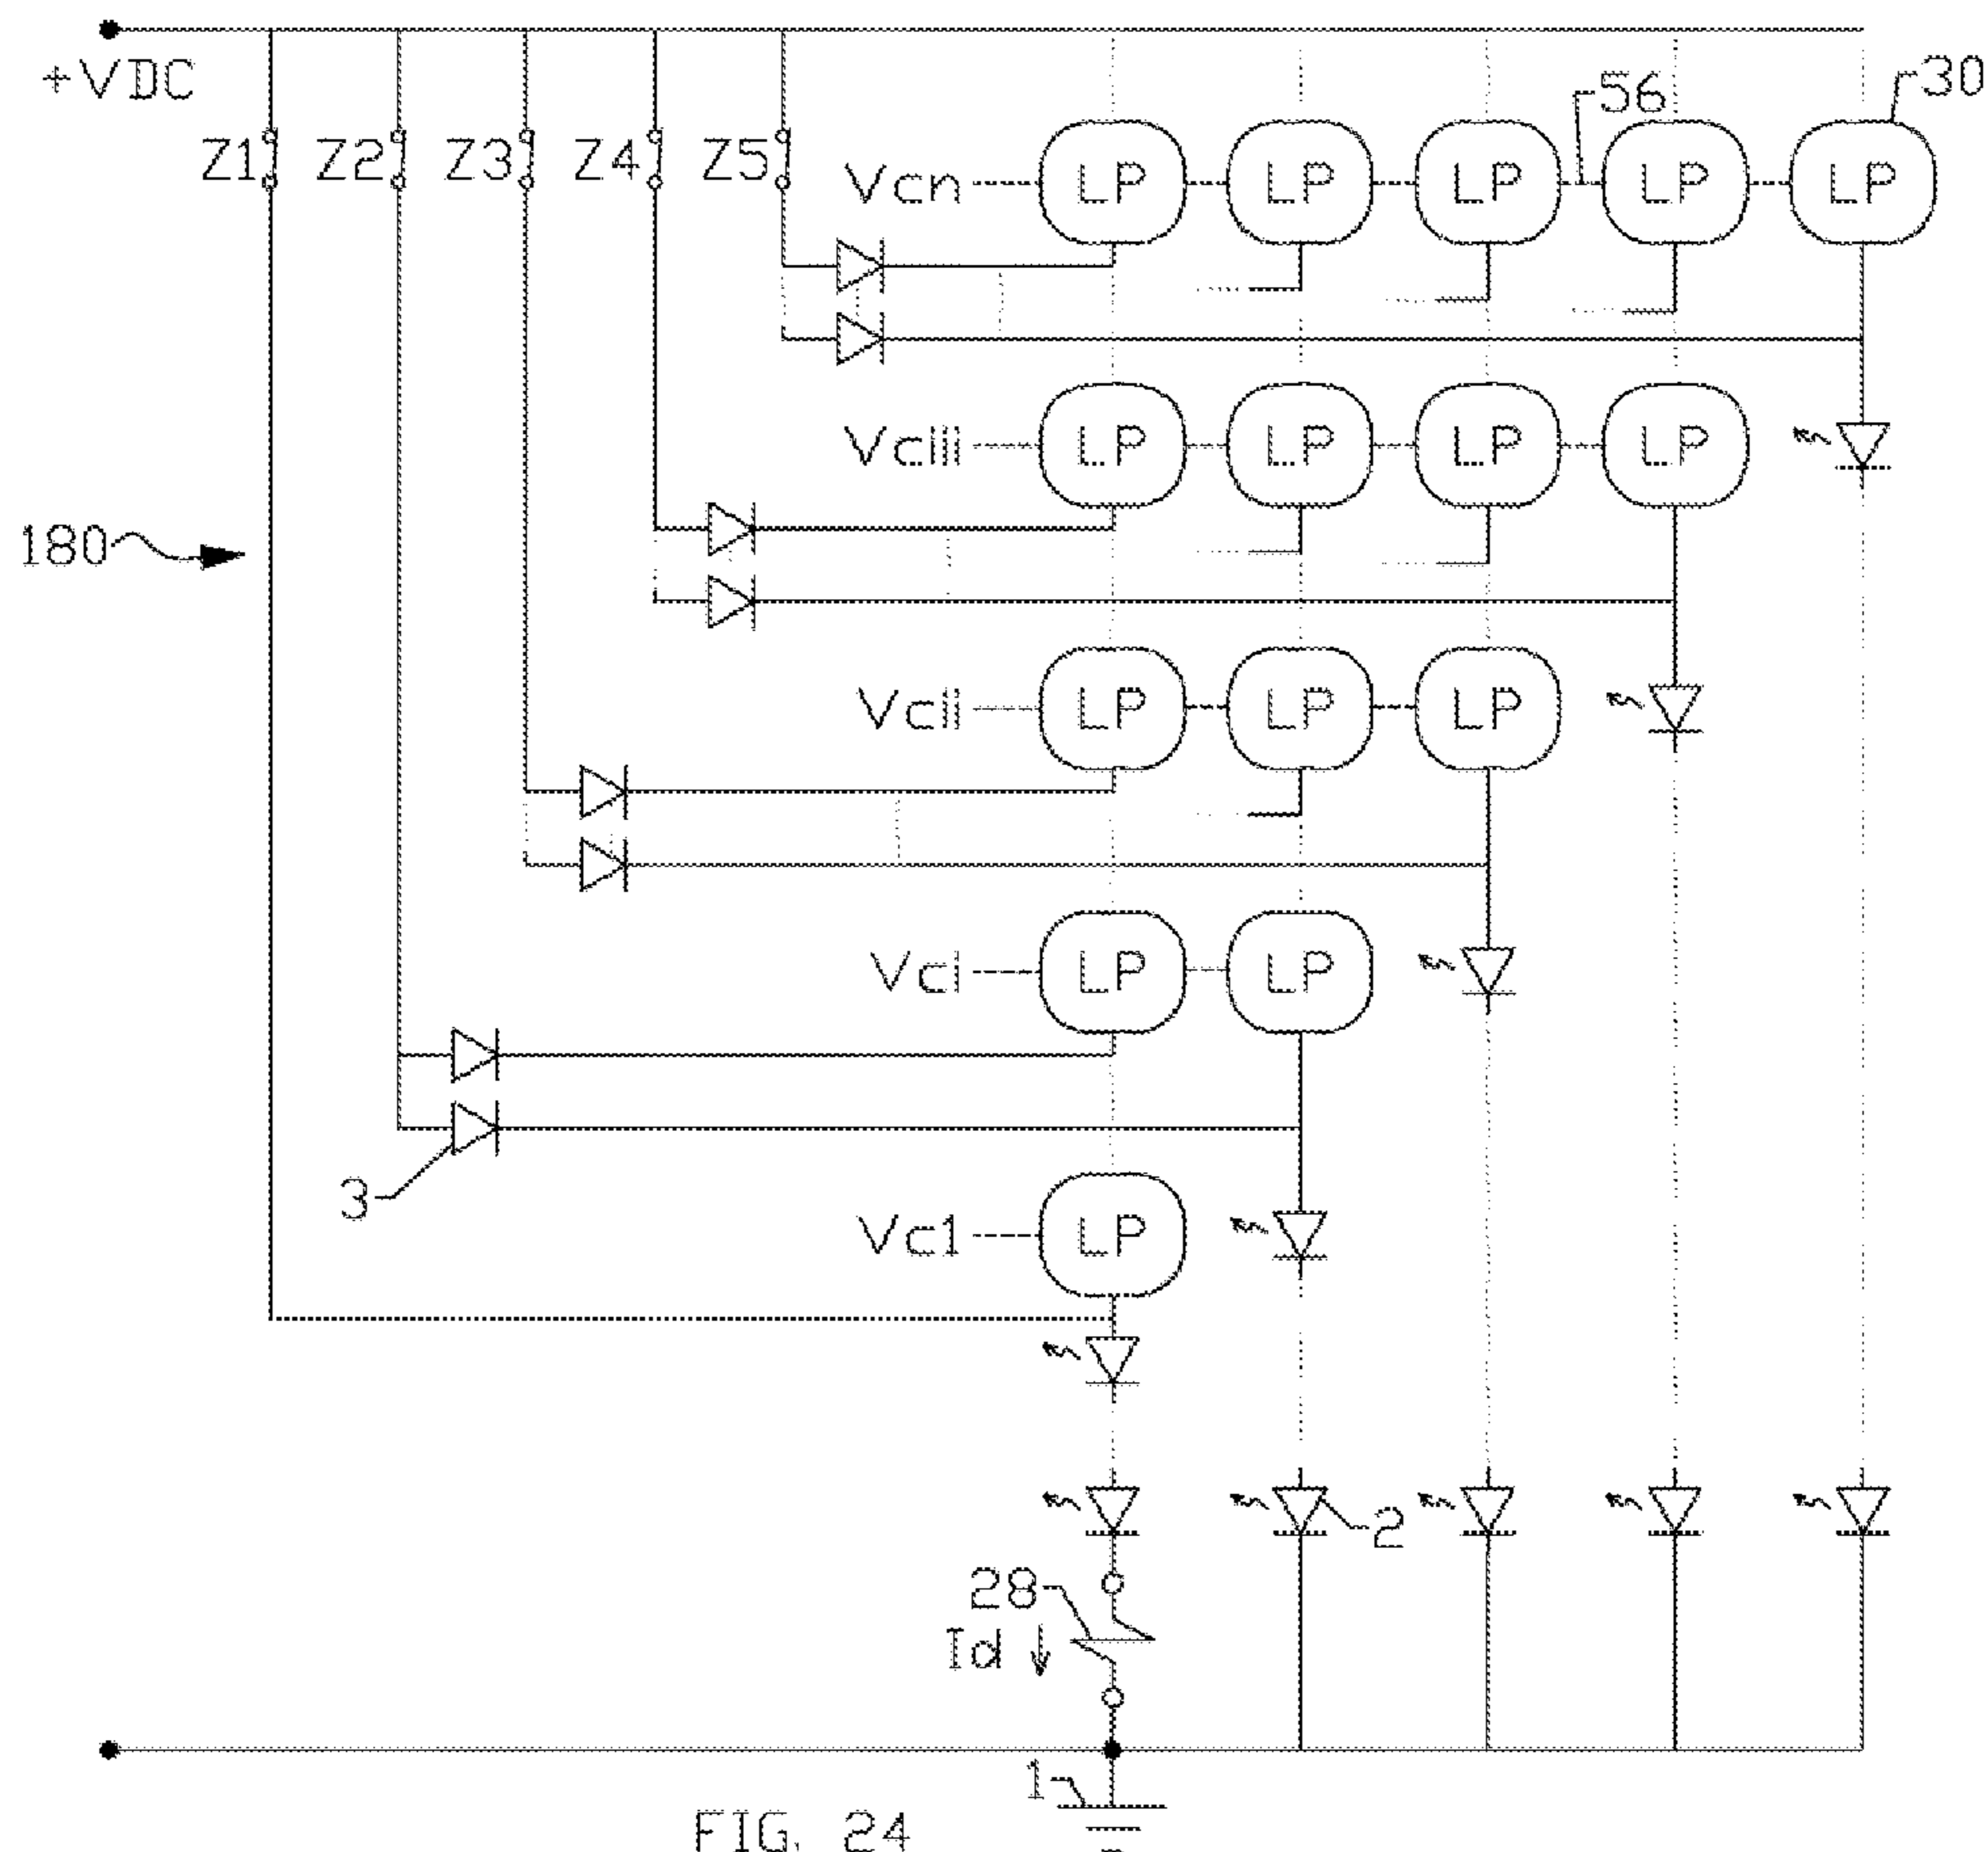 +VDC
56
30
Z1 Z2 Z3 Z4 Z5 Vcn LP LP LP LP LP
Vciii LP LP LP LP
180
Vcii LP LP LP
Vci LP LP
3
Vc1 LP
2
28
Id
1
FIG. 24